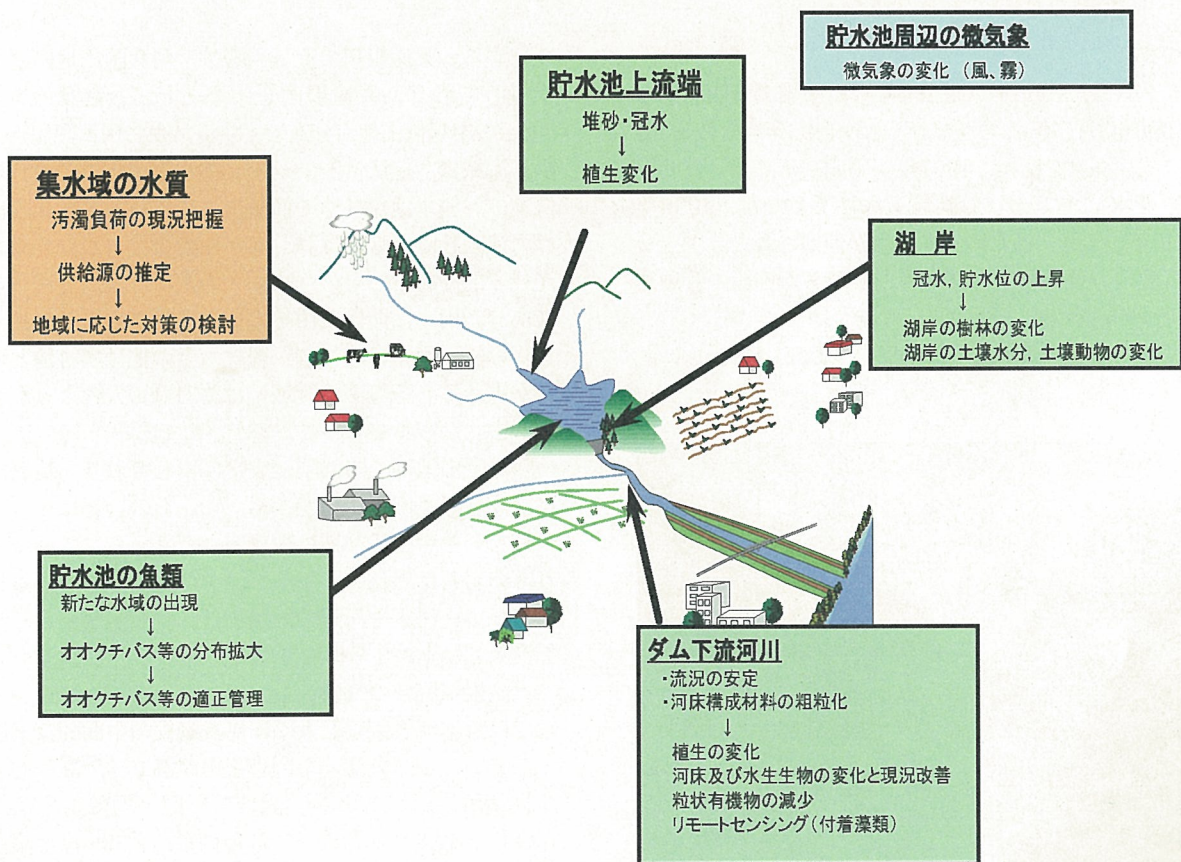 貯水池周辺の微気象
微気象の変化 (風、霧)
貯水池上流端
堆砂・冠水
↓
植生変化
集水域の水質
汚濁負荷の現況把握
↓
供給源の推定
↓
地域に応じた対策の検討
湖 岸
冠水, 貯水位の上昇
↓
湖岸の樹林の変化
湖岸の土壌水分, 土壌動物の変化
貯水池の魚類
新たな水域の出現
↓
オオクチバス等の分布拡大
↓
オオクチバス等の適正管理
ダム下流河川
・流況の安定
・河床構成材料の粗粒化
↓
植生の変化
河床及び水生生物の変化と現況改善
粒状有機物の減少
リモートセンシング(付着藻類)